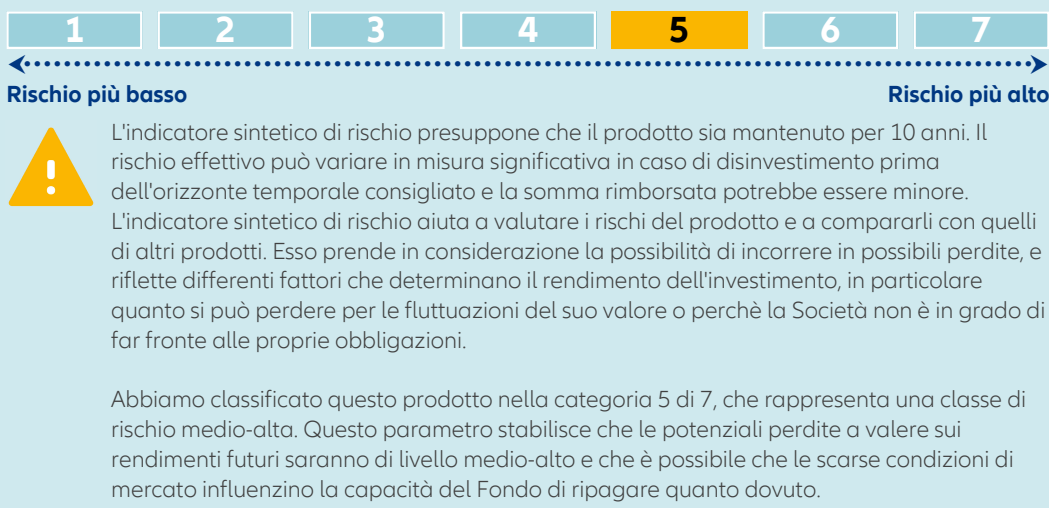 1 2 3 4 5 6 7
Rischio più basso Rischio più alto
L'indicatore sintetico di rischio presuppone che il prodotto sia mantenuto per 10 anni. Il
rischio effettivo può variare in misura significativa in caso di disinvestimento prima
dell'orizzonte temporale consigliato e la somma rimborsata potrebbe essere minore.
L'indicatore sintetico di rischio aiuta a valutare i rischi del prodotto e a compararli con quelli
di altri prodotti. Esso prende in considerazione la possibilità di incorrere in possibili perdite, e
riflette differenti fattori che determinano il rendimento dell'investimento, in particolare
quanto si può perdere per le fluttuazioni del suo valore o perchè la Società non è in grado di
far fronte alle proprie obbligazioni.
Abbiamo classificato questo prodotto nella categoria 5 di 7, che rappresenta una classe di
rischio medio-alta. Questo parametro stabilisce che le potenziali perdite a valere sui
rendimenti futuri saranno di livello medio-alto e che è possibile che le scarse condizioni di
mercato influenzino la capacità del Fondo di ripagare quanto dovuto.